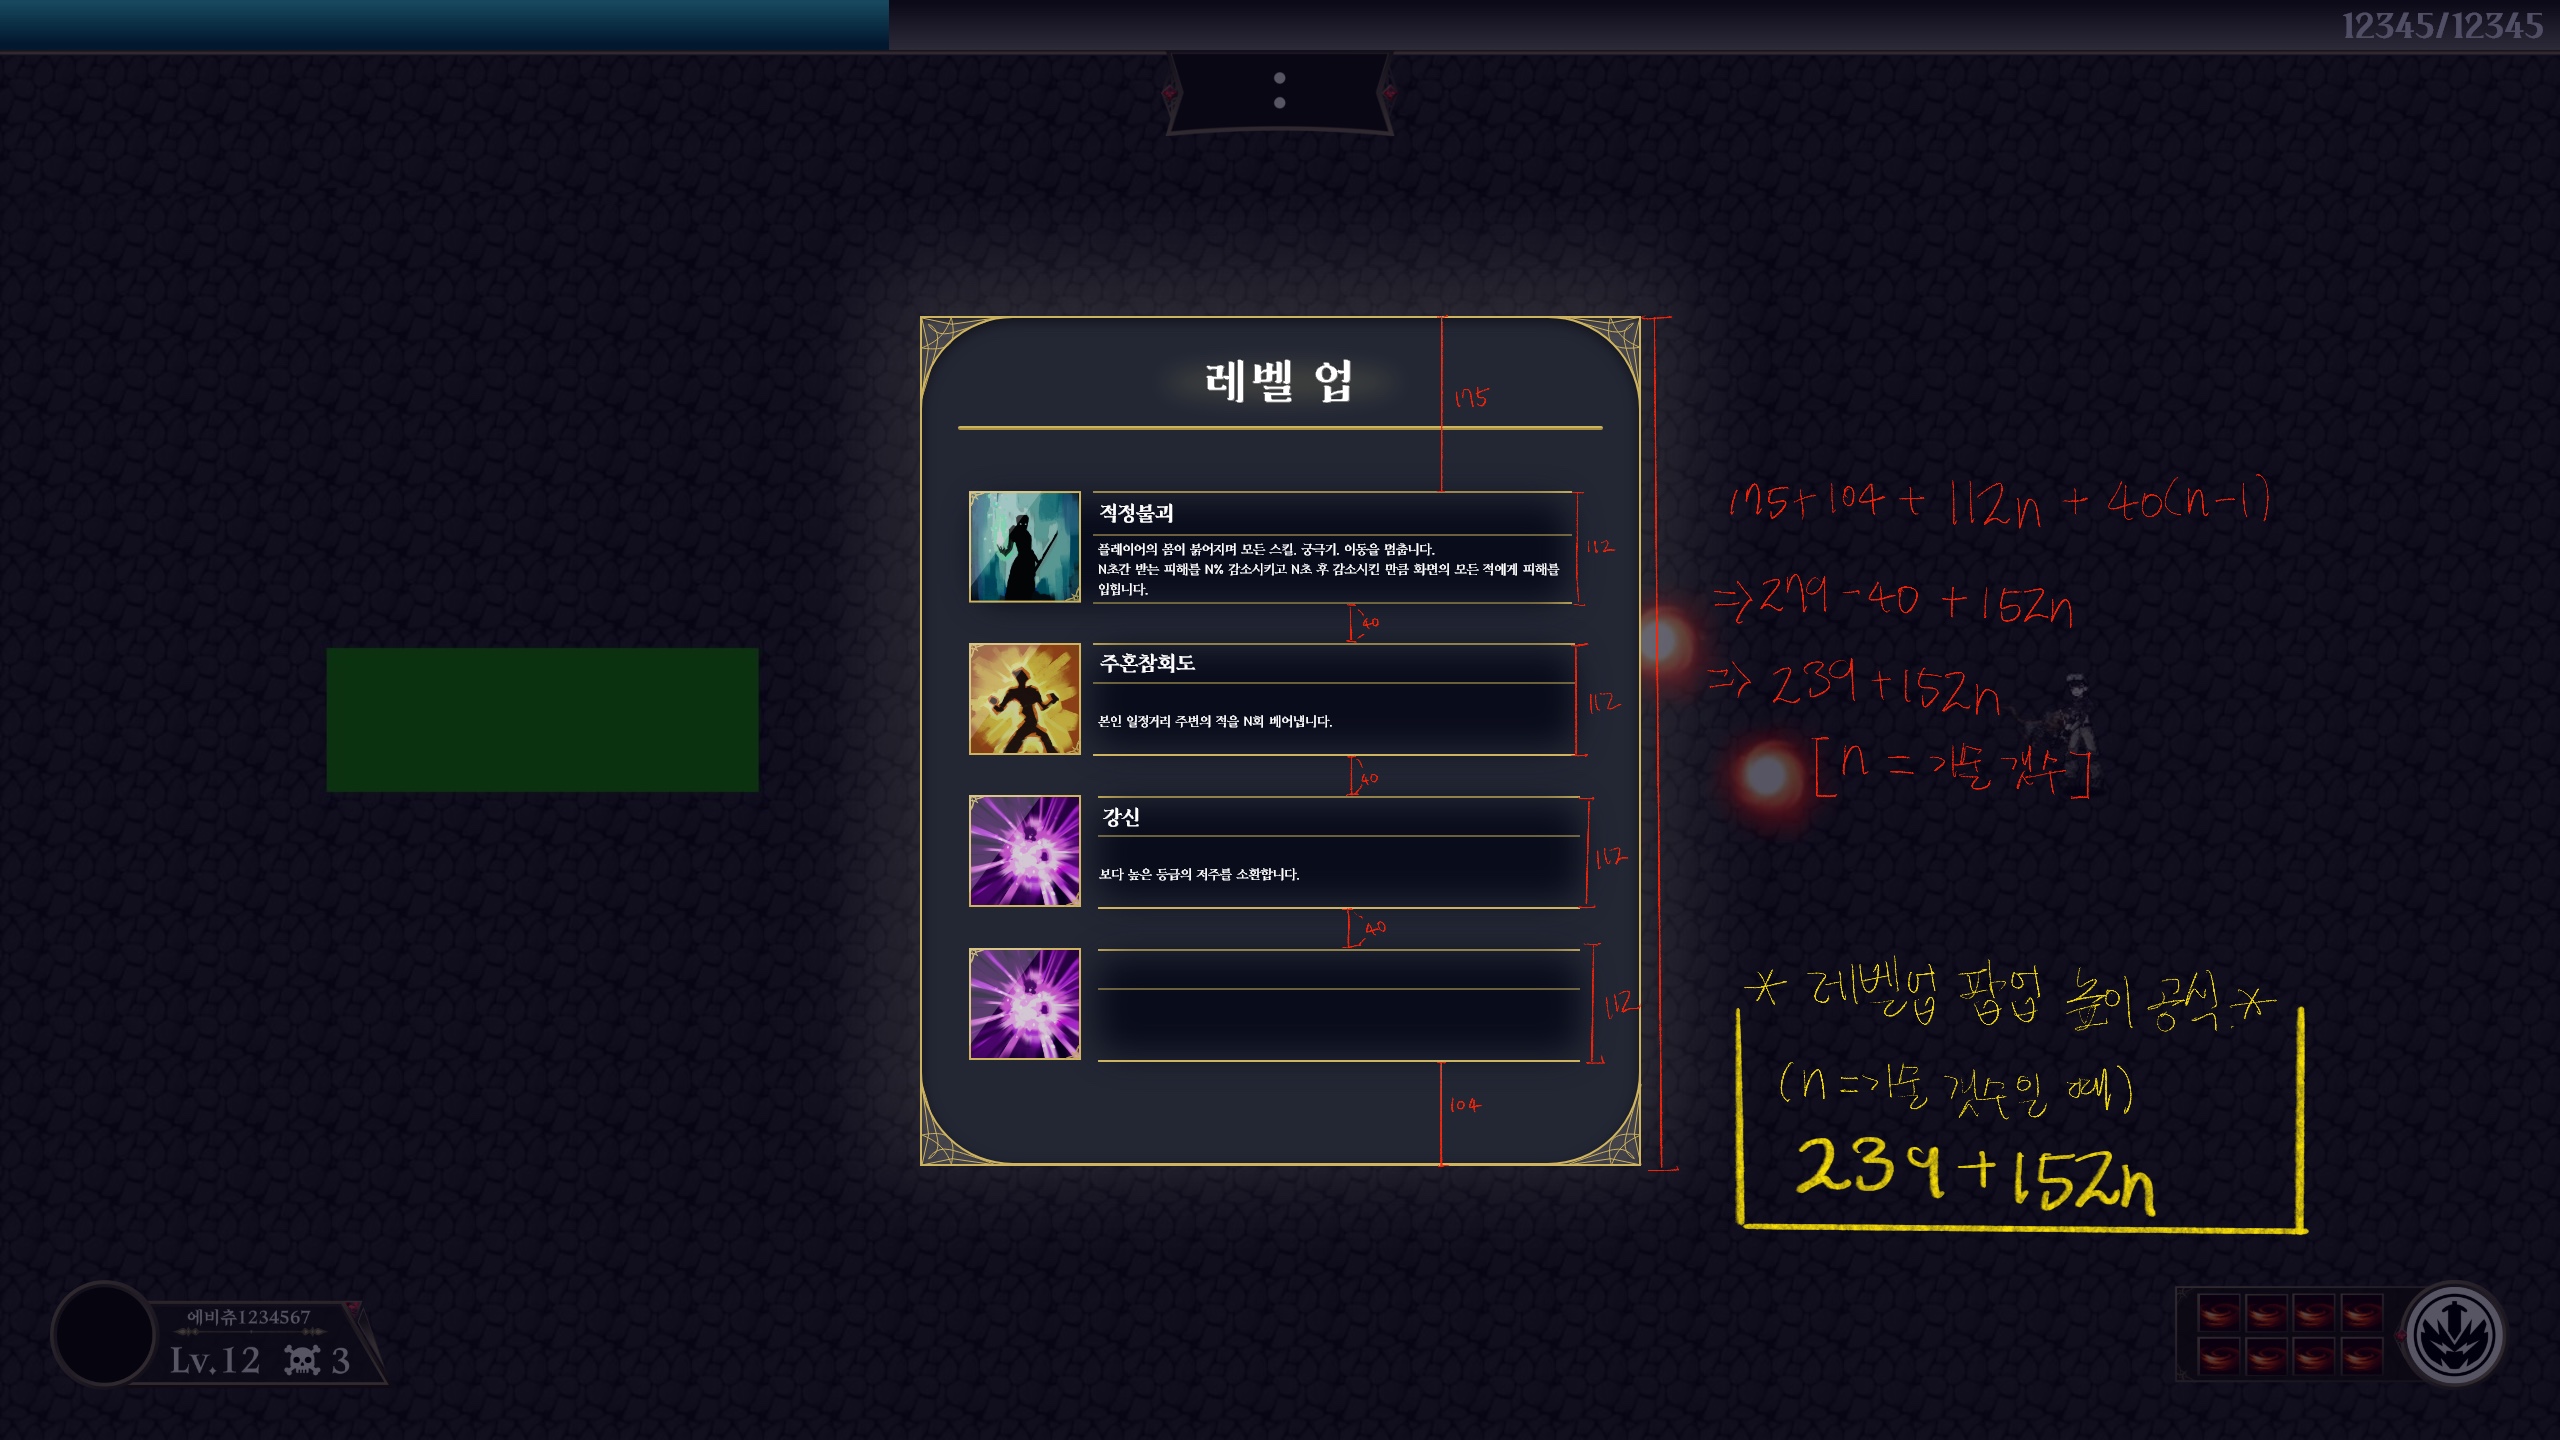 12345/12345
:
레벨 업
175
적정불괴
플레이어의 몸이 붉어지며 모든 스킬. 궁극기. 이동을 멈춥니다.
N초간 받는 피해를 N% 감소시키고 N초 후 감소시킨 만큼 화면의 모든 적에게 피해를
입힙니다.
112
40
주혼참회도
본인 일정거리 주변의 적을 N회 베어냅니다.
112
40
강신
보다 높은 등급의 저주를 소환합니다.
112
40
112
104
175+104+112n+40(n-1)
=>279-40+152n
=>239+152n
[n=기술 갯수]
* 레벨업 팝업 높이 공식.*
(n=기술 갯수일 때)
239+152n
에비츄1234567
Lv.12 3